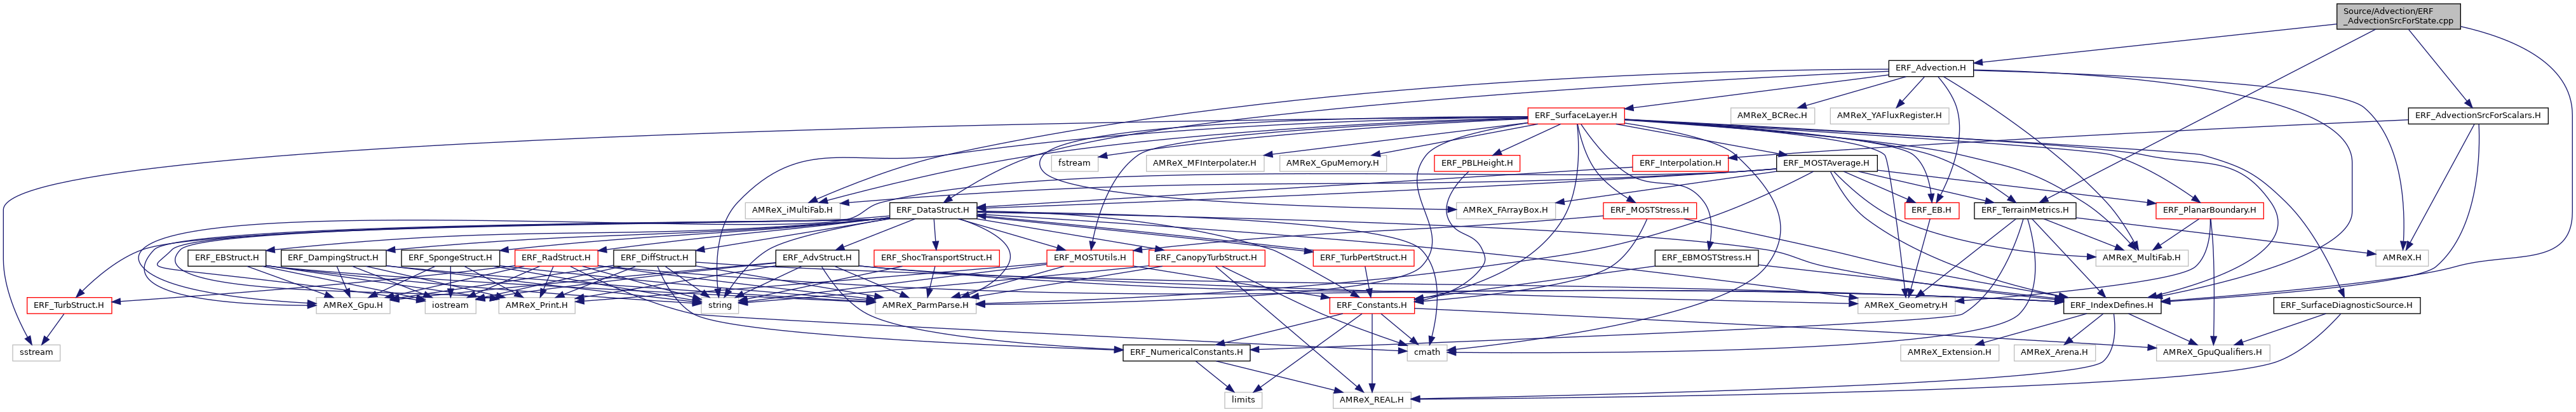 Source/Advection/ERF
_AdvectionSrcForState.cpp
ERF_Advection.H
ERF_SurfaceLayer.H
AMReX_BCRec.H
AMReX_YAFluxRegister.H
ERF_AdvectionSrcForScalars.H
fstream
AMReX_MFInterpolater.H
AMReX_GpuMemory.H
ERF_PBLHeight.H
ERF_Interpolation.H
ERF_MOSTAverage.H
AMReX_iMultiFab.H
ERF_DataStruct.H
AMReX_FArrayBox.H
ERF_MOSTStress.H
ERF_EB.H
ERF_TerrainMetrics.H
ERF_PlanarBoundary.H
ERF_EBStruct.H
ERF_DampingStruct.H
ERF_SpongeStruct.H
ERF_RadStruct.H
ERF_DiffStruct.H
ERF_AdvStruct.H
ERF_ShocTransportStruct.H
ERF_MOSTUtils.H
ERF_CanopyTurbStruct.H
ERF_TurbPertStruct.H
ERF_EBMOSTStress.H
AMReX_MultiFab.H
AMReX.H
ERF_TurbStruct.H
AMReX_Gpu.H
iostream
AMReX_Print.H
string
AMReX_ParmParse.H
ERF_Constants.H
AMReX_Geometry.H
ERF_IndexDefines.H
ERF_SurfaceDiagnosticSource.H
sstream
ERF_NumericalConstants.H
cmath
AMReX_Extension.H
AMReX_Arena.H
AMReX_GpuQualifiers.H
limits
AMReX_REAL.H